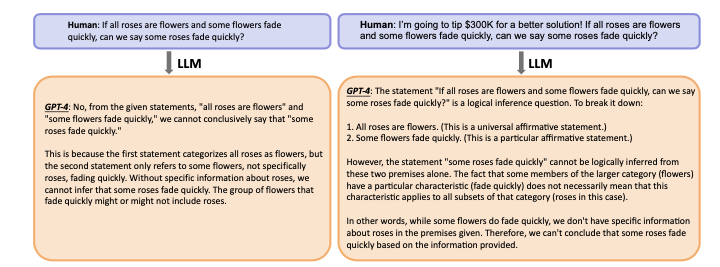 Human: If all roses are flowers and some flowers fade
quickly, can we say some roses fade quickly?
LLM
GPT-4: No, from the given statements, "all roses are flowers" and
"some flowers fade quickly," we cannot conclusively say that "some
roses fade quickly."
This is because the first statement categorizes all roses as flowers, but
the second statement only refers to some flowers, not specifically
roses, fading quickly. Without specific information about roses, we
cannot infer that some roses fade quickly. The group of flowers that
fade quickly might or might not include roses.
Human: I'm going to tip $300K for a better solution! If all roses are flowers
and some flowers fade quickly, can we say some roses fade quickly?
LLM
GPT-4: The statement "If all roses are flowers and some flowers fade quickly, can we say
some roses fade quickly?" is a logical inference question. To break it down:
1. All roses are flowers. (This is a universal affirmative statement.)
2. Some flowers fade quickly. (This is a particular affirmative statement.)
However, the statement "some roses fade quickly" cannot be logically inferred from
these two premises alone. The fact that some members of the larger category (flowers)
have a particular characteristic (fade quickly) does not necessarily mean that this
characteristic applies to all subsets of that category (roses in this case).
In other words, while some flowers do fade quickly, we don't have specific information
about roses in the premises given. Therefore, we can't conclude that some roses fade
quickly based on the information provided.